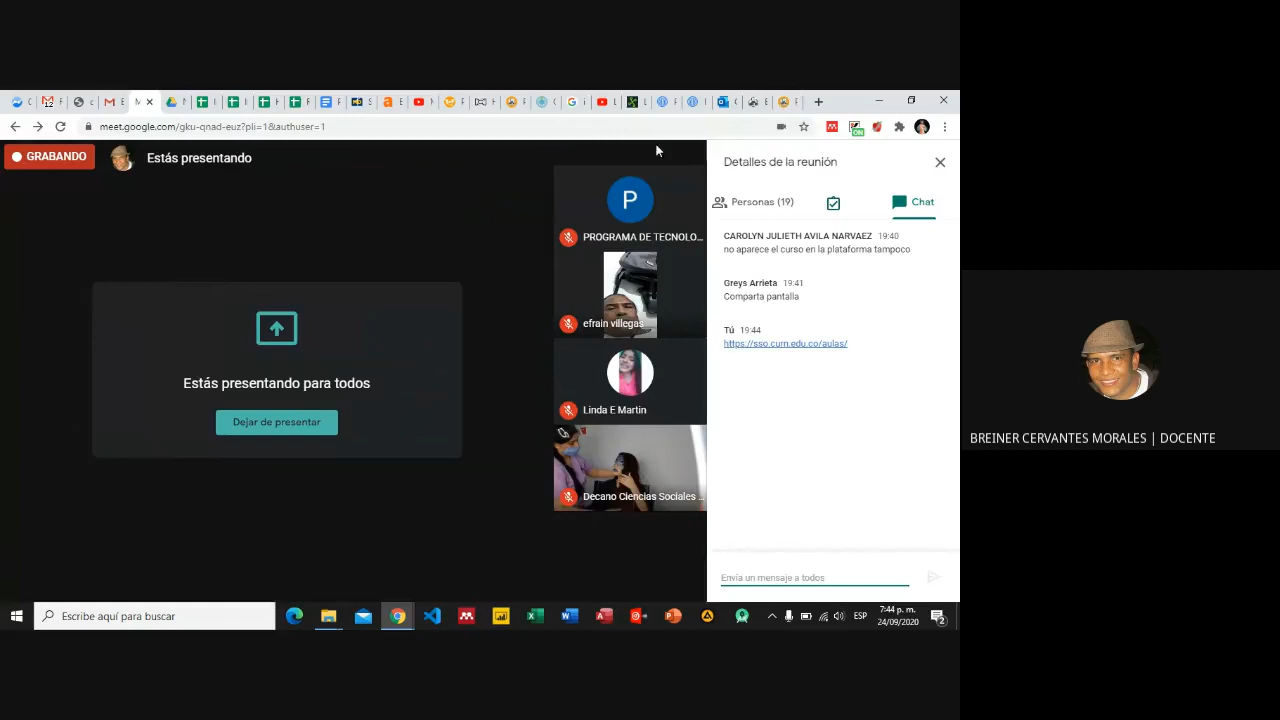 meet.google.com/gku-qnad-euz?pli=1&authuser=1
ON
GRABANDO
Estás presentando
Estás presentando para todos
Dejar de presentar
P
PROGRAMA DE TECNOLO...
efrain villegas
Linda E Martin
Decano Ciencias Sociales ...
Detalles de la reunión
Personas (19)
Chat
CAROLYN JULIETH AVILA NARVAEZ 19:40
no aparece el curso en la plataforma tampoco
Greys Arrieta 19:41
Comparta pantalla
Tú 19:44
https://sso.curn.edu.co/aulas/
Envía un mensaje a todos
BREINER CERVANTES MORALES | DOCENTE
Escribe aquí para buscar
ESP
7:44 p. m.
24/09/2020
2